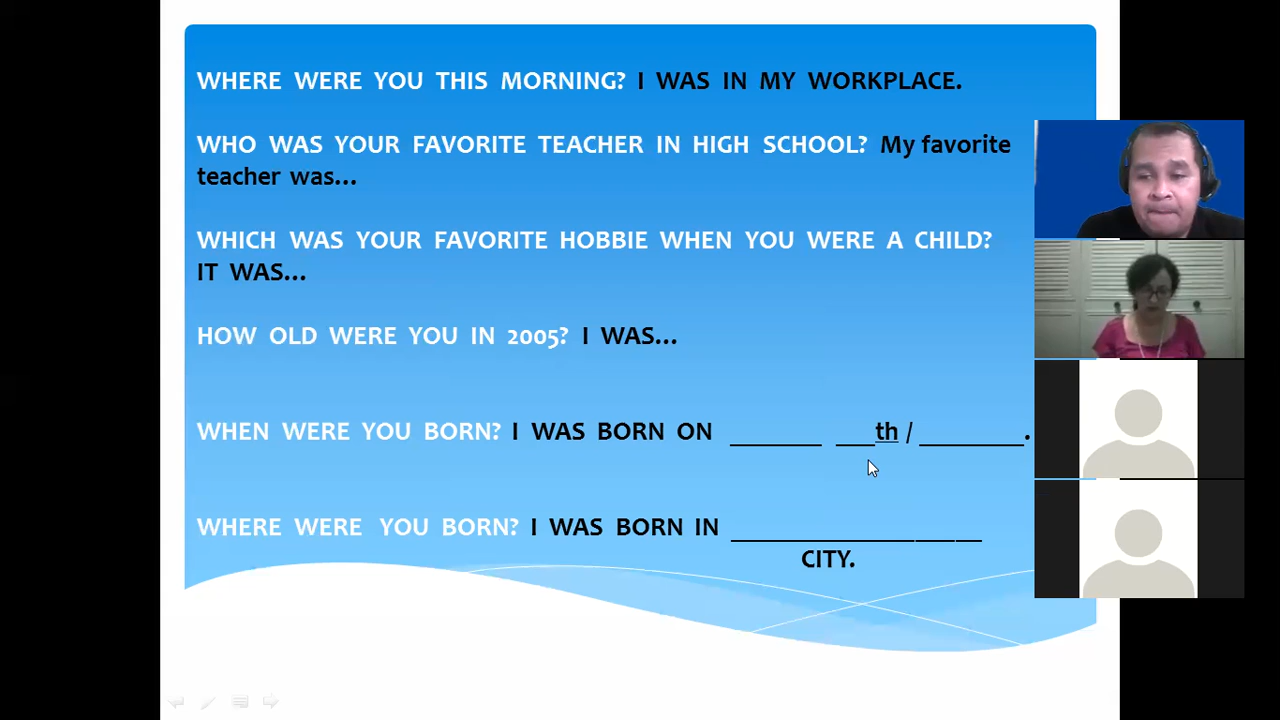 WHERE WERE YOU THIS MORNING? I WAS IN MY WORKPLACE.
WHO WAS YOUR FAVORITE TEACHER IN HIGH SCHOOL? My favorite
teacher was...
WHICH WAS YOUR FAVORITE HOBBIE WHEN YOU WERE A CHILD?
IT WAS...
HOW OLD WERE YOU IN 2005? I WAS...
WHEN WERE YOU BORN? I WAS BORN ON _______ ___th / ________.
WHERE WERE YOU BORN? I WAS BORN IN ___________________
CITY.